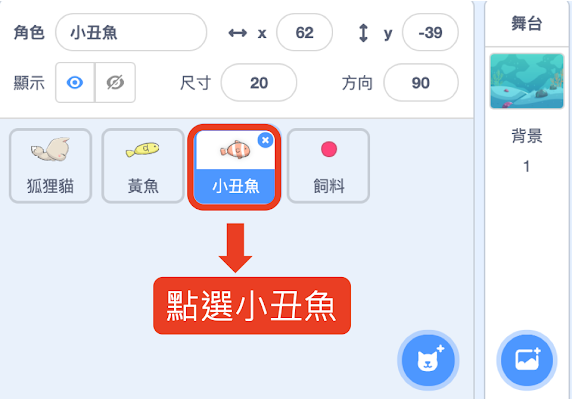 角色 小丑魚 x 62 y -39 舞台
顯示 尺寸 20 方向 90
背景
1
狐狸貓 黃魚 小丑魚 飼料
點選小丑魚